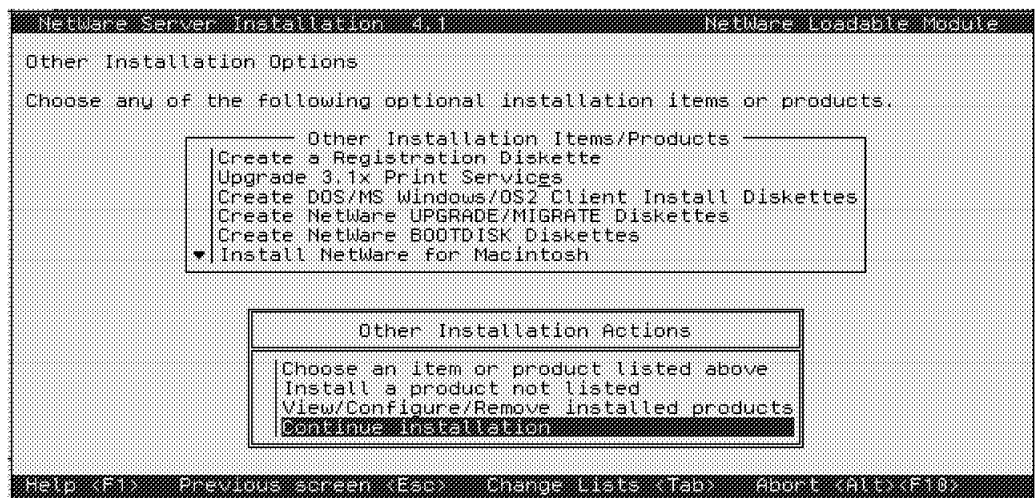 NetWare Server Installation 4.1 NetWare Loadable Module
Other Installation Options
Choose any of the following optional installation items or products.
Other Installation Items/Products
Create a Registration Diskette
Upgrade 3.1x Print Services
Create DOS/MS Windows/OS2 Client Install Diskettes
Create NetWare UPGRADE/MIGRATE Diskettes
Create NetWare BOOTDISK Diskettes
Install NetWare for Macintosh
Other Installation Actions
Choose an item or product listed above
Install a product not listed
View/Configure/Remove installed products
Continue installation
Help <F1> Previous screen <Esc> Change Lists <Tab> Abort <Alt><F10>